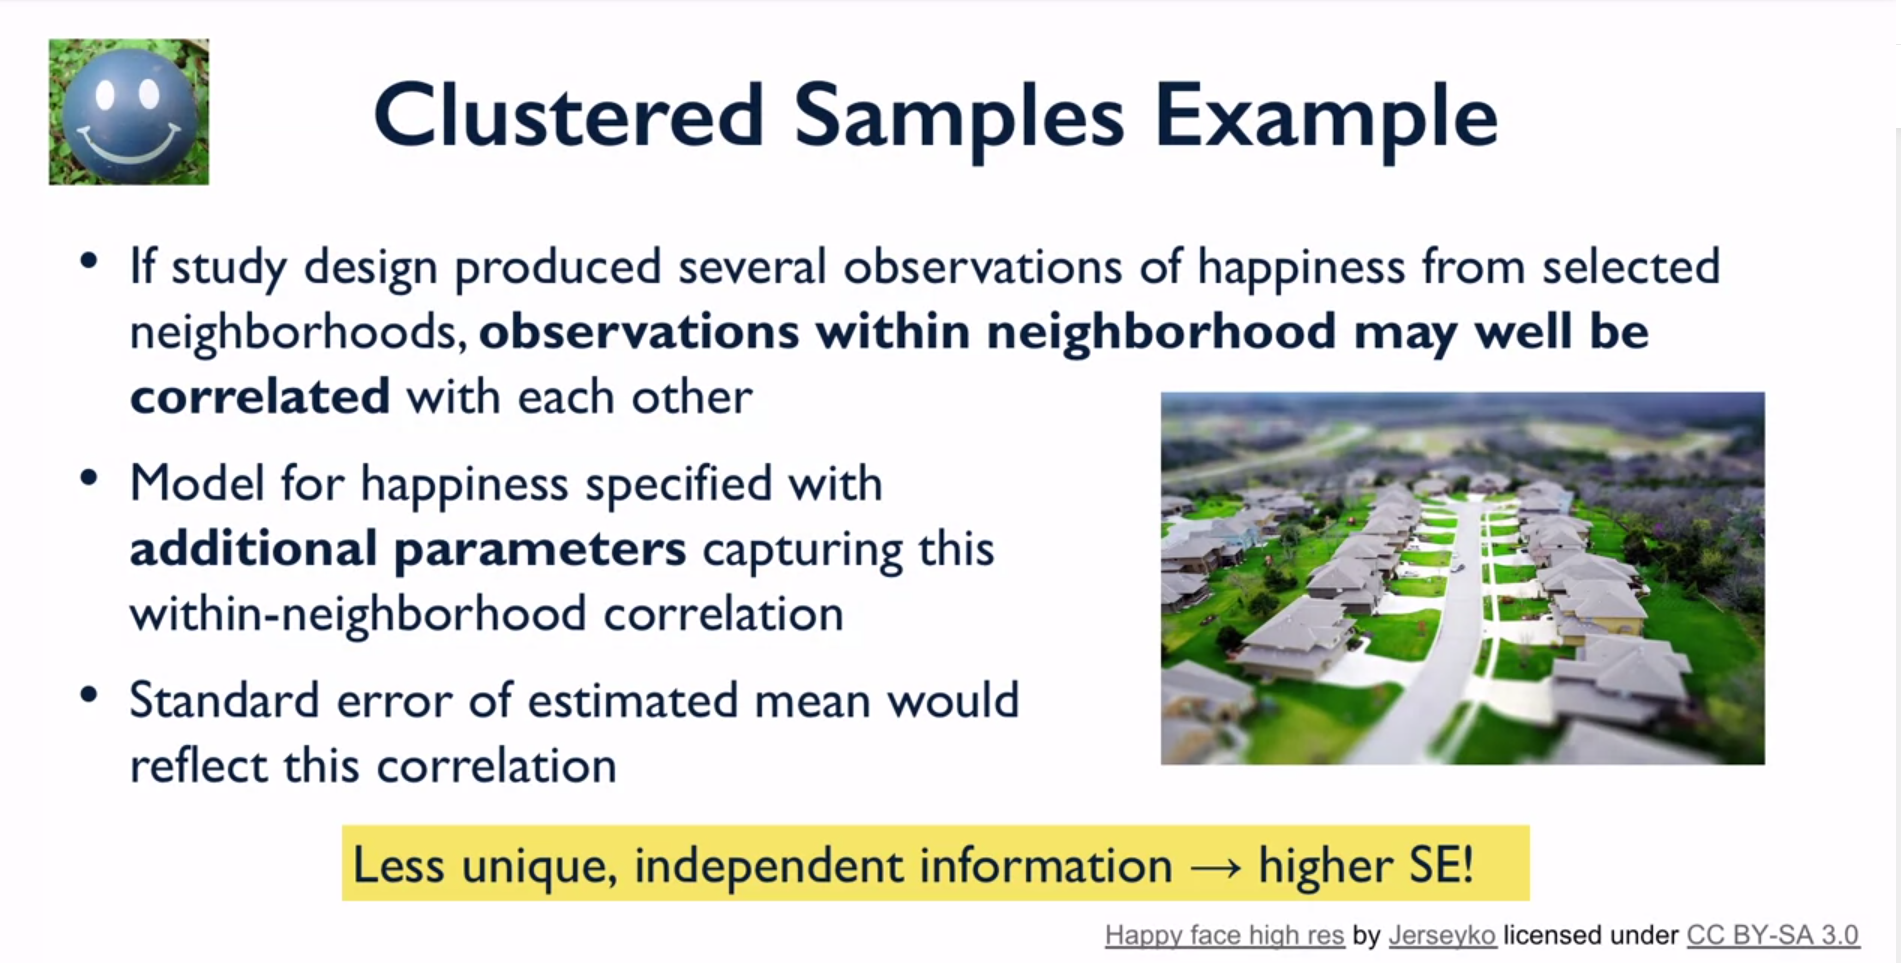 Clustered Samples Example
• If study design produced several observations of happiness from selected
neighborhoods, observations within neighborhood may well be
correlated with each other
• Model for happiness specified with
additional parameters capturing this
within-neighborhood correlation
• Standard error of estimated mean would
reflect this correlation
Less unique, independent information → higher SE!
Happy face high res by Jerseyko licensed under CC BY-SA 3.0